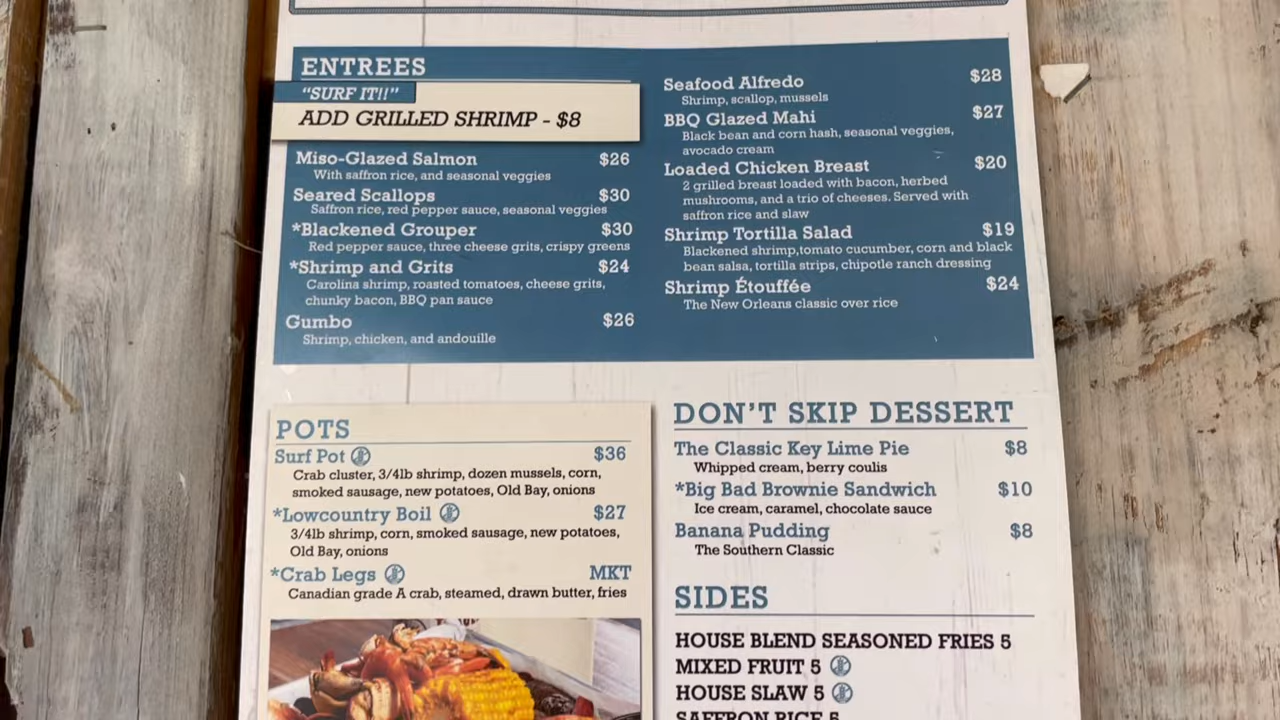 ENTREES
"SURF IT!!"
ADD GRILLED SHRIMP - $8
Miso-Glazed Salmon $26
With saffron rice, and seasonal veggies
Seared Scallops $30
Saffron rice, red pepper sauce, seasonal veggies
*Blackened Grouper $30
Red pepper sauce, three cheese grits, crispy greens
*Shrimp and Grits $24
Carolina shrimp, roasted tomatoes, cheese grits,
chunky bacon, BBQ pan sauce
Gumbo $26
Shrimp, chicken, and andouille
Seafood Alfredo $28
Shrimp, scallop, mussels
BBQ Glazed Mahi $27
Black bean and corn hash, seasonal veggies,
avocado cream
Loaded Chicken Breast $20
2 grilled breast loaded with bacon, herbed
mushrooms, and a trio of cheeses. Served with
saffron rice and slaw
Shrimp Tortilla Salad $19
Blackened shrimp,tomato cucumber, corn and black
bean salsa, tortilla strips, chipotle ranch dressing
Shrimp Étouffée $24
The New Orleans classic over rice
POTS
Surf Pot $36
Crab cluster, 3/4lb shrimp, dozen mussels, corn,
smoked sausage, new potatoes, Old Bay, onions
*Lowcountry Boil $27
3/4lb shrimp, corn, smoked sausage, new potatoes,
Old Bay, onions
*Crab Legs MKT
Canadian grade A crab, steamed, drawn butter, fries
DON'T SKIP DESSERT
The Classic Key Lime Pie $8
Whipped cream, berry coulis
*Big Bad Brownie Sandwich $10
Ice cream, caramel, chocolate sauce
Banana Pudding $8
The Southern Classic
SIDES
HOUSE BLEND SEASONED FRIES 5
MIXED FRUIT 5
HOUSE SLAW 5
SAFFRON RICE 5